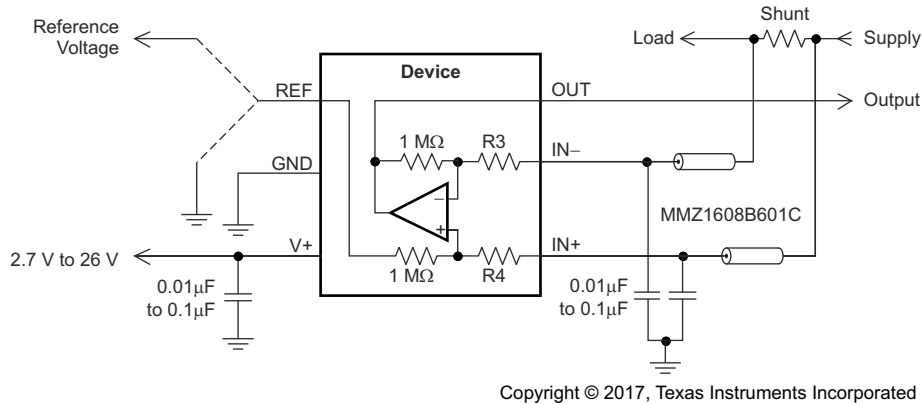 Shunt
Reference
Voltage
Load
Supply
Device
REF
OUT
Output
1 MΩ
R3
IN−
GND
−
MMZ1608B601C
+
V+
IN+
2.7 V to 26 V
1 MΩ
R4
0.01µF
to 0.1µF
0.01µF
to 0.1µF
Copyright © 2017, Texas Instruments Incorporated